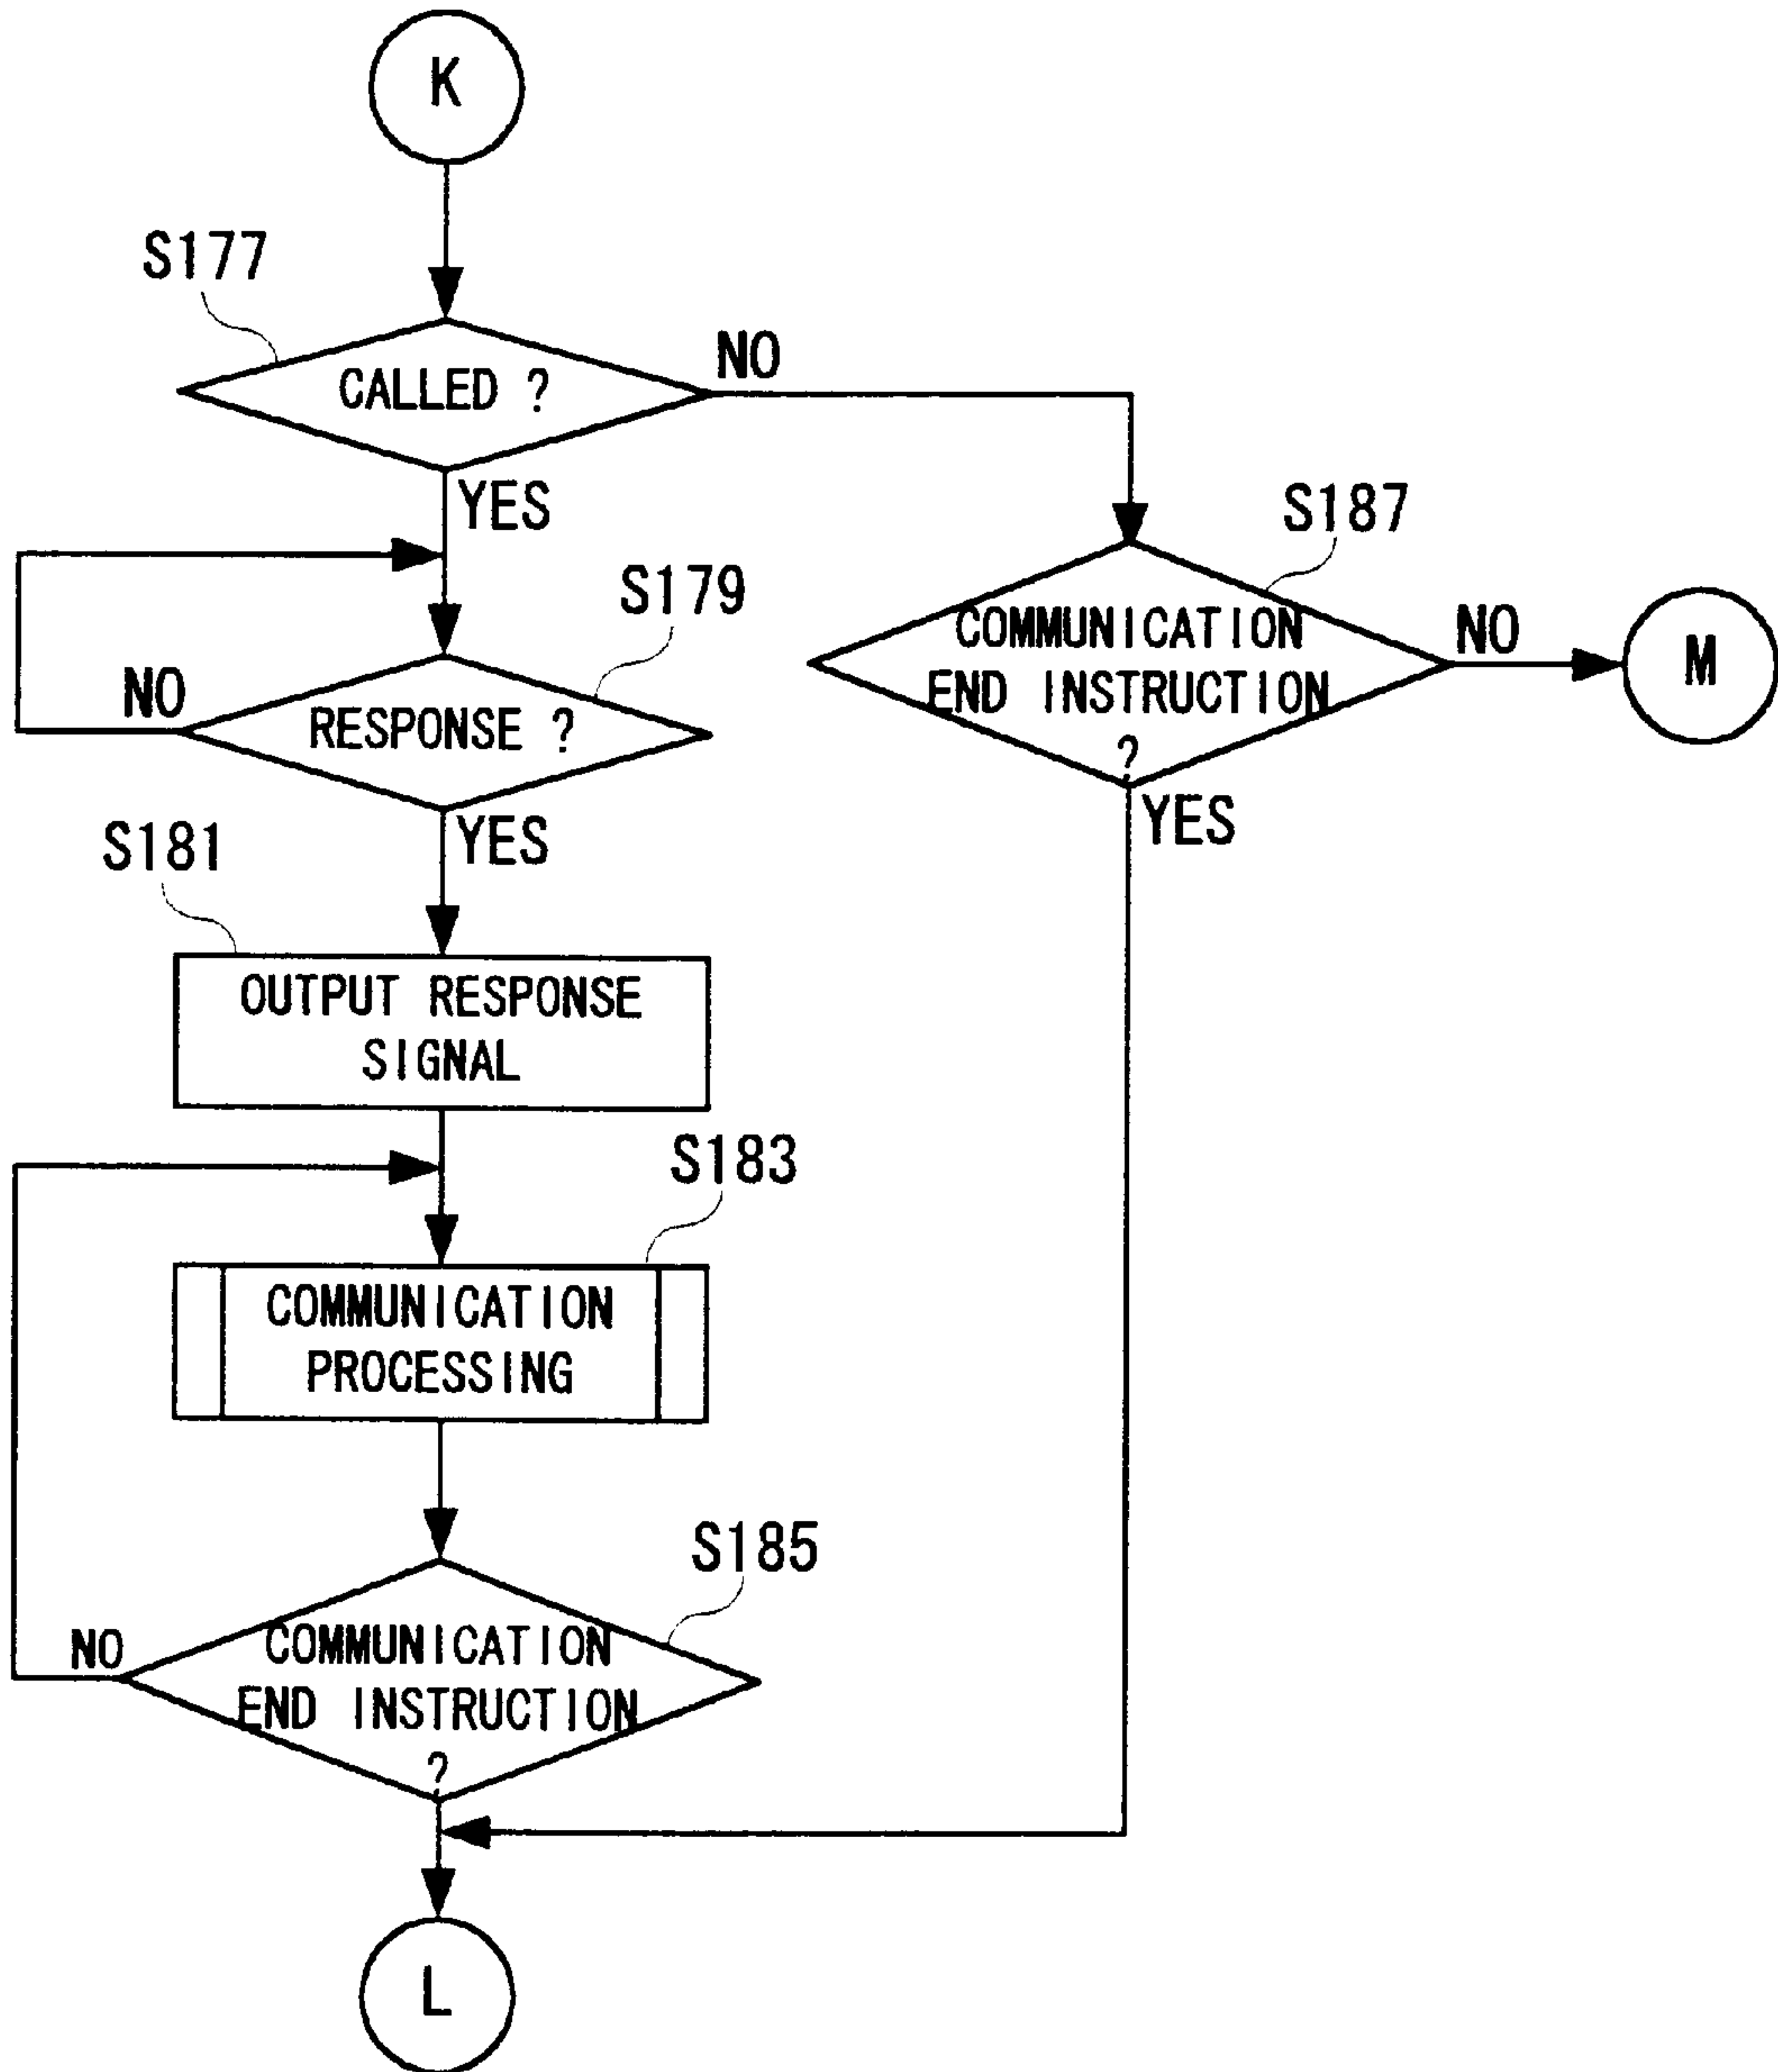 K
S177
CALLED ?
NO
YES
S187
S179
COMMUNICATION
END INSTRUCTION
?
NO
M
NO
RESPONSE ?
YES
YES
S181
OUTPUT RESPONSE
SIGNAL
S183
COMMUNICATION
PROCESSING
S185
NO
COMMUNICATION
END INSTRUCTION
?
L